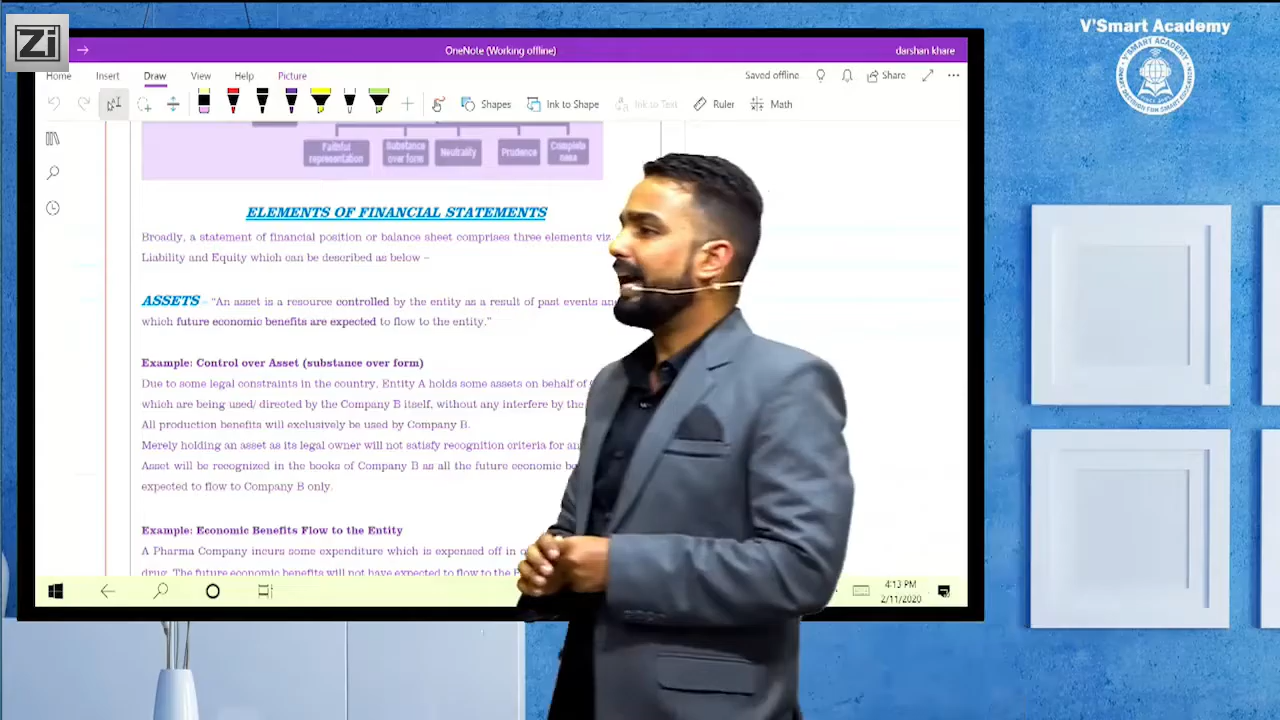 V'Smart Academy
Zi
OneNote (Working offline)
darshan khare
Home Insert Draw View Help Picture
Saved offline
Share
Shapes
Ink to Shape
Ink to Text
Ruler
Math
Faithful representation
Substance over form
Neutrality
Prudence
Complete ness
ELEMENTS OF FINANCIAL STATEMENTS
Broadly, a statement of financial position or balance sheet comprises three elements viz
Liability and Equity which can be described as below –
ASSETS – "An asset is a resource controlled by the entity as a result of past events and
which future economic benefits are expected to flow to the entity."
Example: Control over Asset (substance over form)
Due to some legal constraints in the country, Entity A holds some assets on behalf of
which are being used/ directed by the Company B itself, without any interfere by the
All production benefits will exclusively be used by Company B.
Merely holding an asset as its legal owner will not satisfy recognition criteria for an
Asset will be recognized in the books of Company B as all the future economic be
expected to flow to Company B only.
Example: Economic Benefits Flow to the Entity
A Pharma Company incurs some expenditure which is expensed off in
drug. The future economic benefits will not have expected to flow to the
4:13 PM
2/11/2020